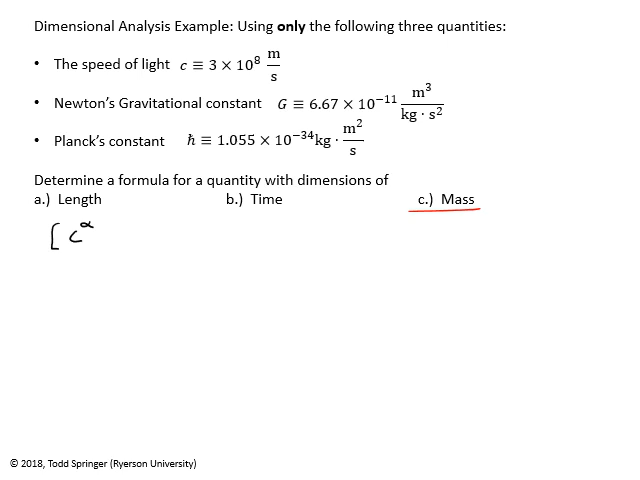 Dimensional Analysis Example: Using only the following three quantities:
• The speed of light c ≡ 3 × 10⁸ m/s
• Newton's Gravitational constant G ≡ 6.67 × 10⁻¹¹ m³/(kg · s²)
• Planck's constant ħ ≡ 1.055 × 10⁻³⁴ kg · m²/s
Determine a formula for a quantity with dimensions of
a.) Length b.) Time c.) Mass
[ c^α
© 2018, Todd Springer (Ryerson University)